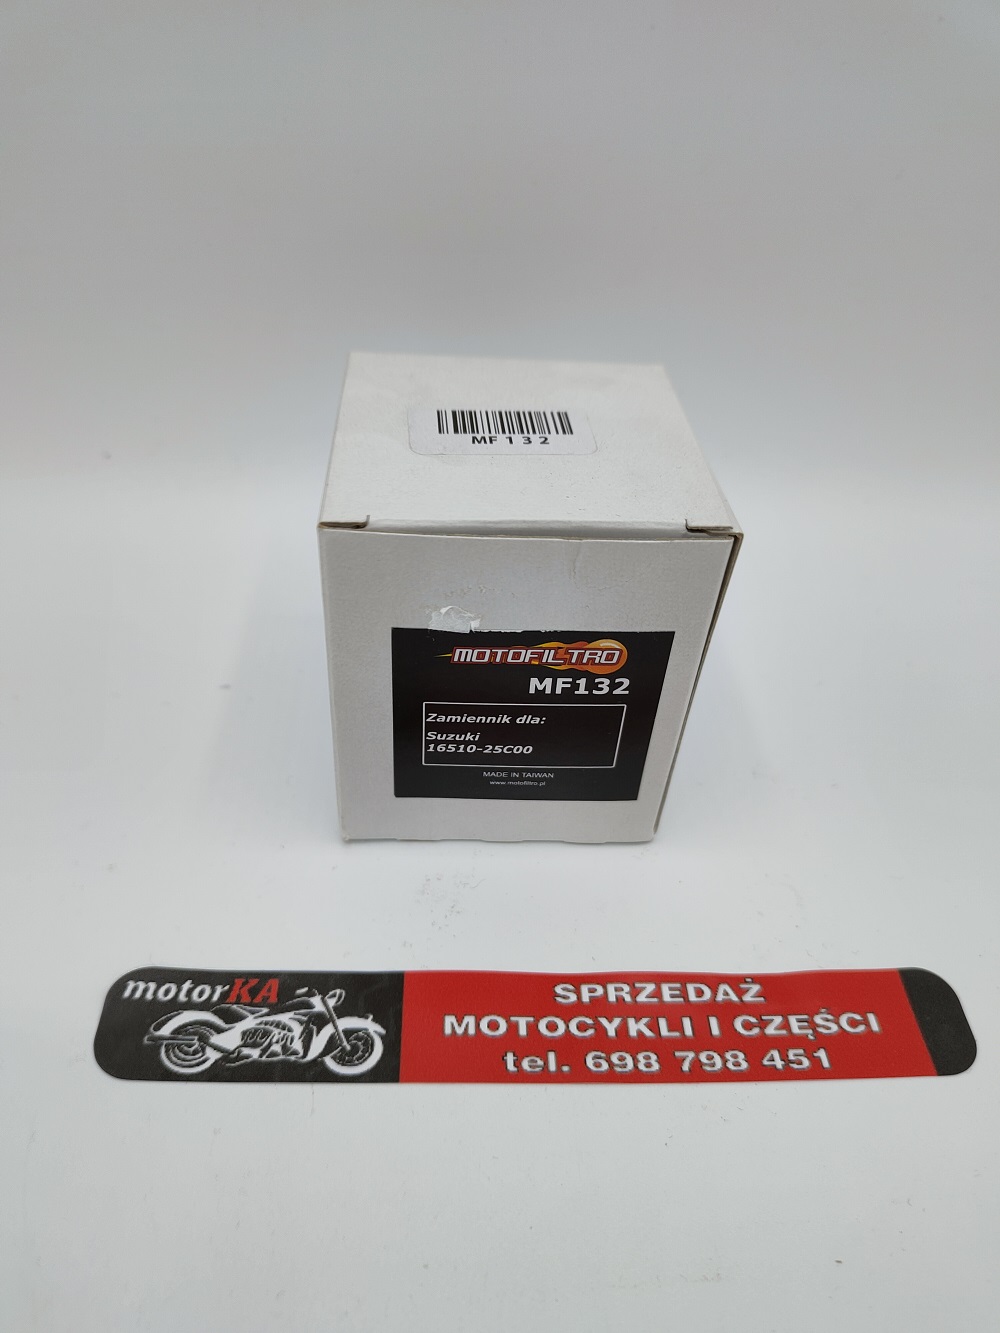 MF 1 3 2
MOTOFILTRO
MF132
Zamiennik dla:
Suzuki
16510-25C00
MADE IN TAIWAN
www.motofiltro.pl
motorKA
SPRZEDAŻ
MOTOCYKLI I CZĘŚCI
tel. 698 798 451